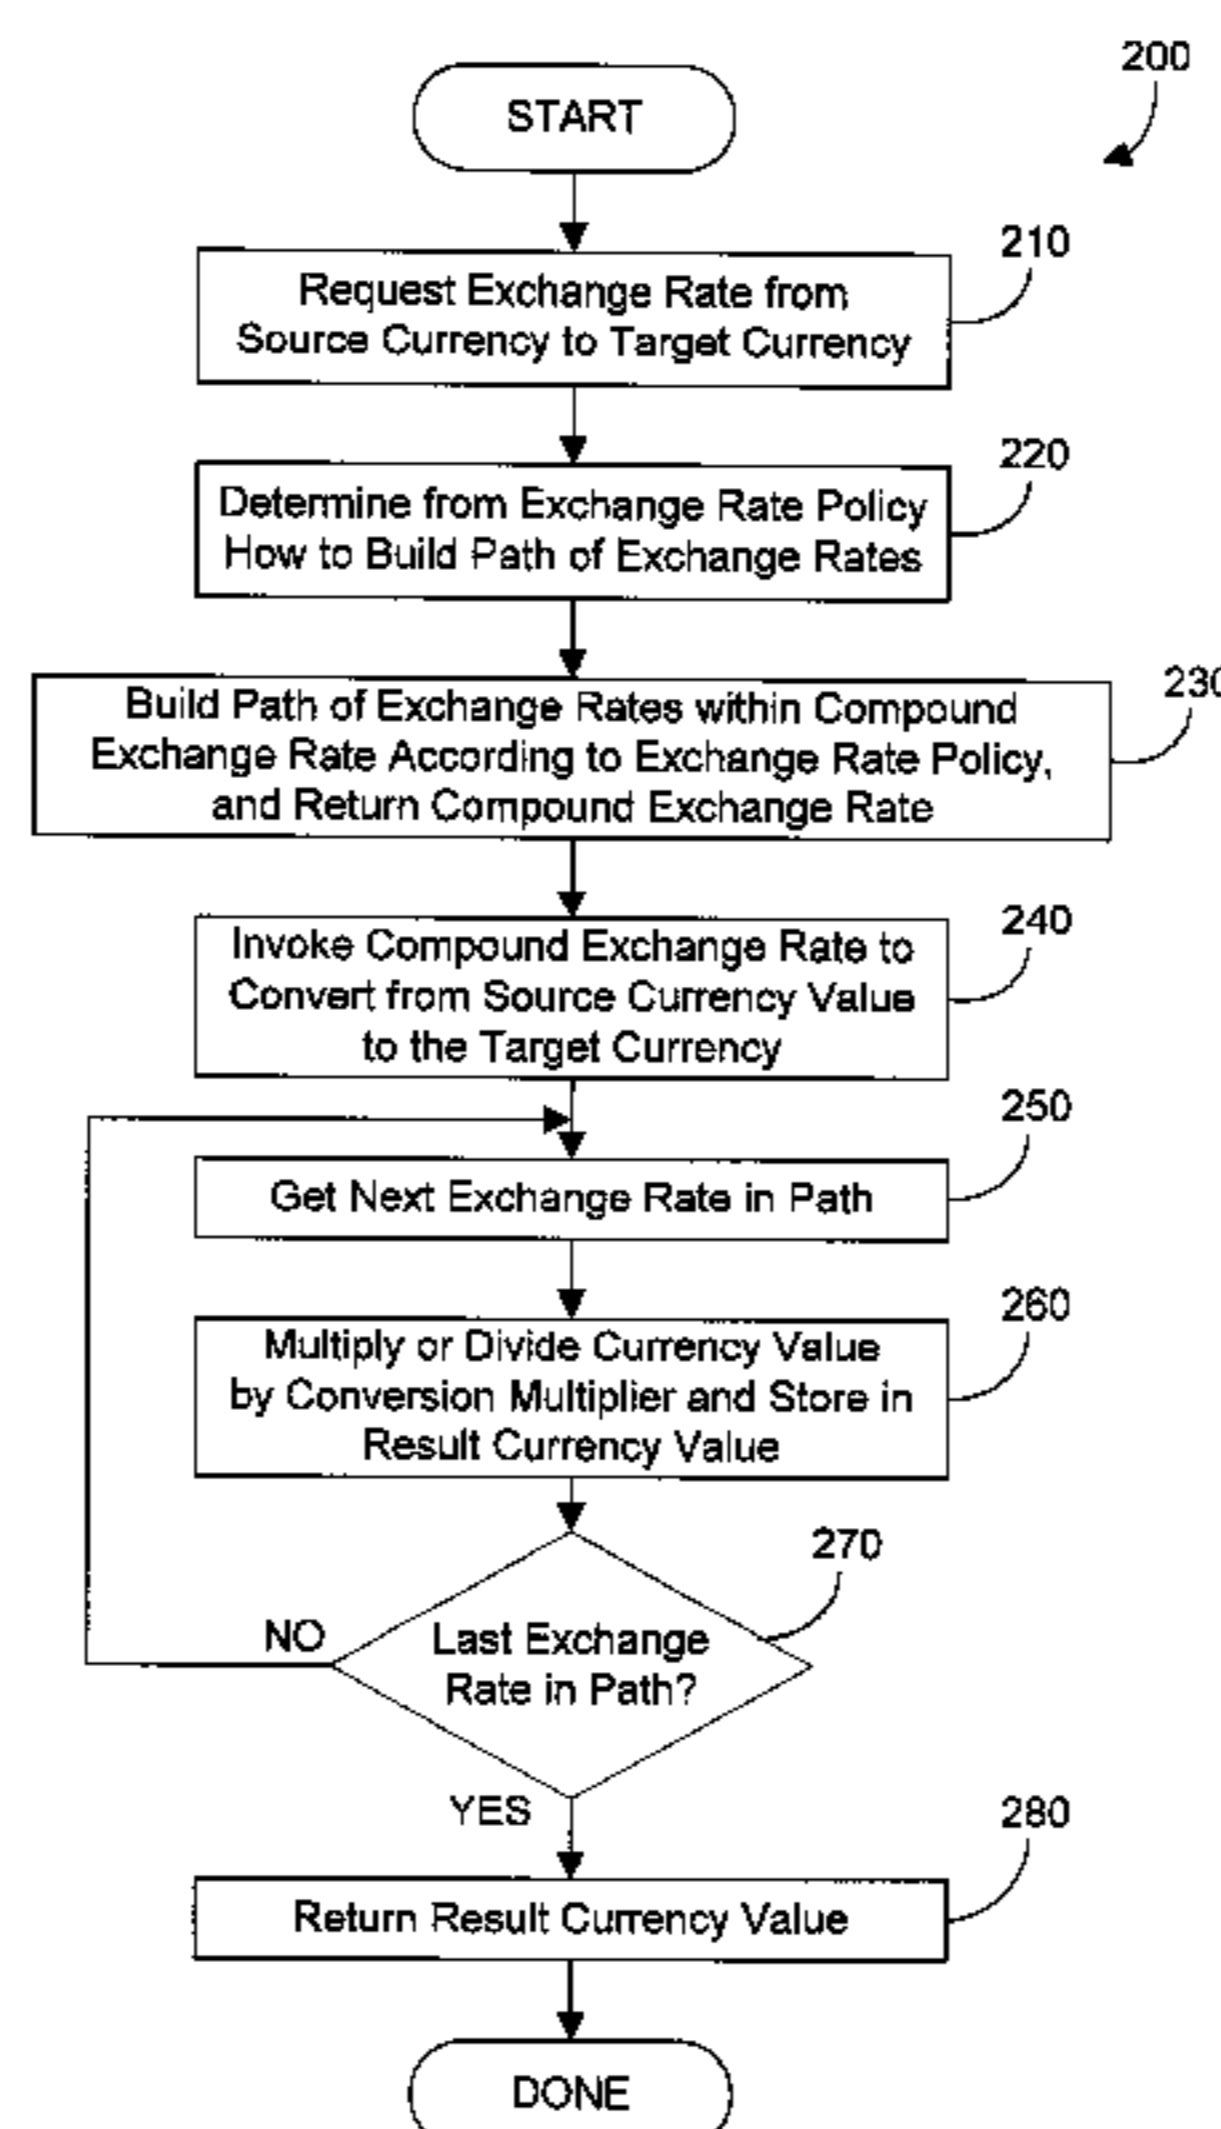 200
START
210
Request Exchange Rate from
Source Currency to Target Currency
220
Determine from Exchange Rate Policy
How to Build Path of Exchange Rates
230
Build Path of Exchange Rates within Compound
Exchange Rate According to Exchange Rate Policy,
and Return Compound Exchange Rate
240
Invoke Compound Exchange Rate to
Convert from Source Currency Value
to the Target Currency
250
Get Next Exchange Rate in Path
260
Multiply or Divide Currency Value
by Conversion Multiplier and Store in
Result Currency Value
270
NO
Last Exchange
Rate in Path?
YES
280
Return Result Currency Value
DONE